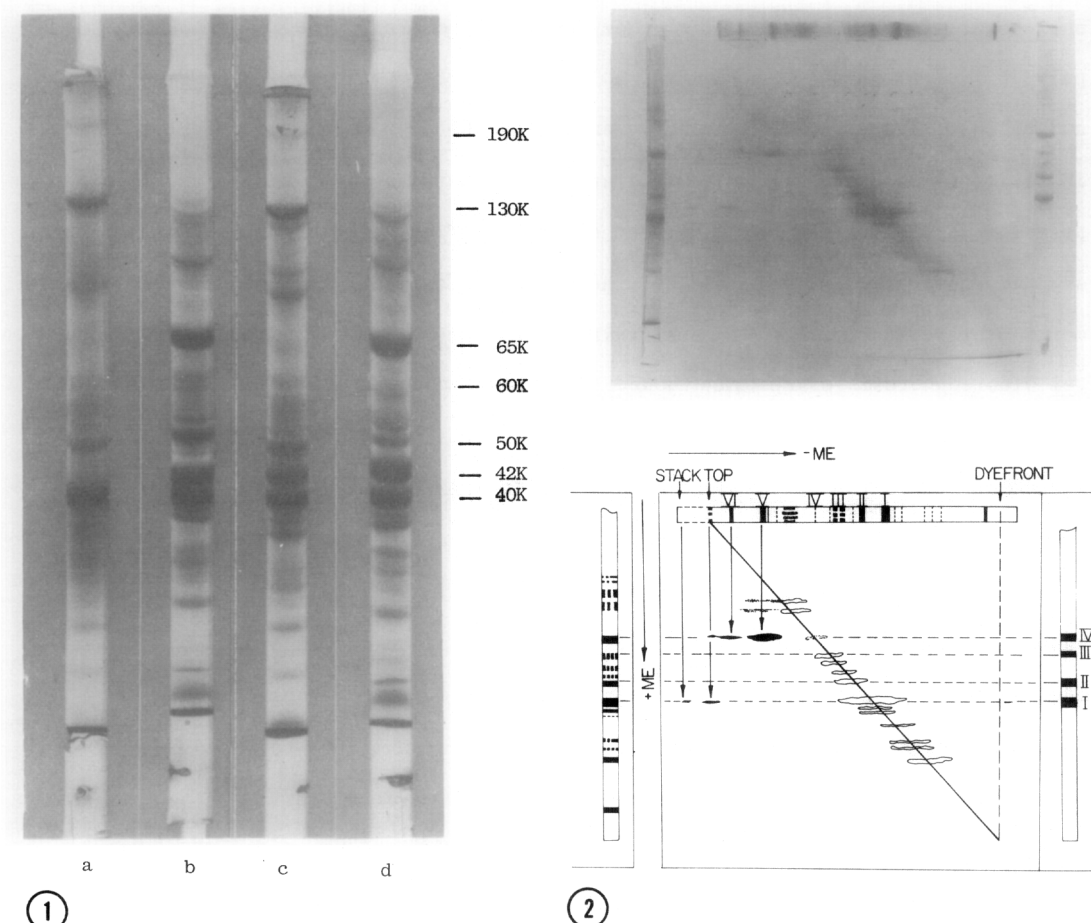 190K
130K
65K
60K
50K
42K
40K
a b c d
1
- ME
STACK TOP DYEFRONT
VI V IV III II I
+ ME
IV
III
II
I
2